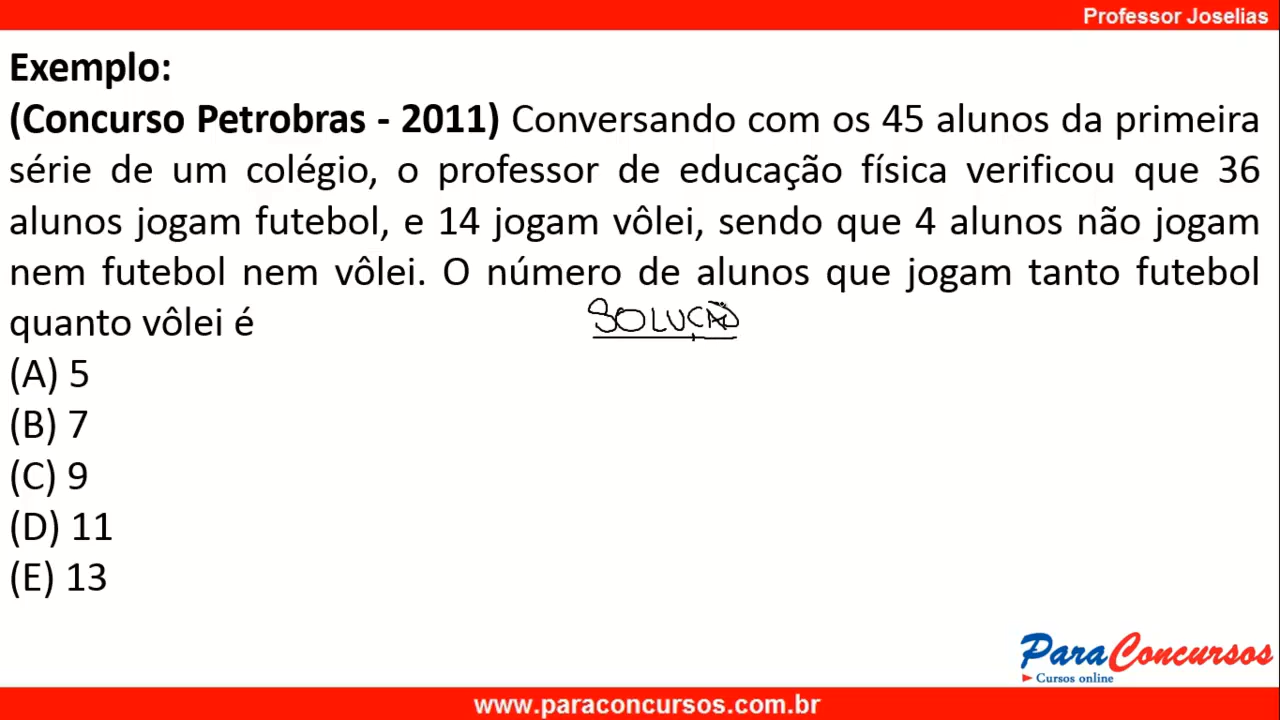 Professor Joselias
Exemplo:
(Concurso Petrobras - 2011) Conversando com os 45 alunos da primeira
série de um colégio, o professor de educação física verificou que 36
alunos jogam futebol, e 14 jogam vôlei, sendo que 4 alunos não jogam
nem futebol nem vôlei. O número de alunos que jogam tanto futebol
quanto vôlei é
SOLUÇÃO
(A) 5
(B) 7
(C) 9
(D) 11
(E) 13
ParaConcursos
Cursos online
www.paraconcursos.com.br